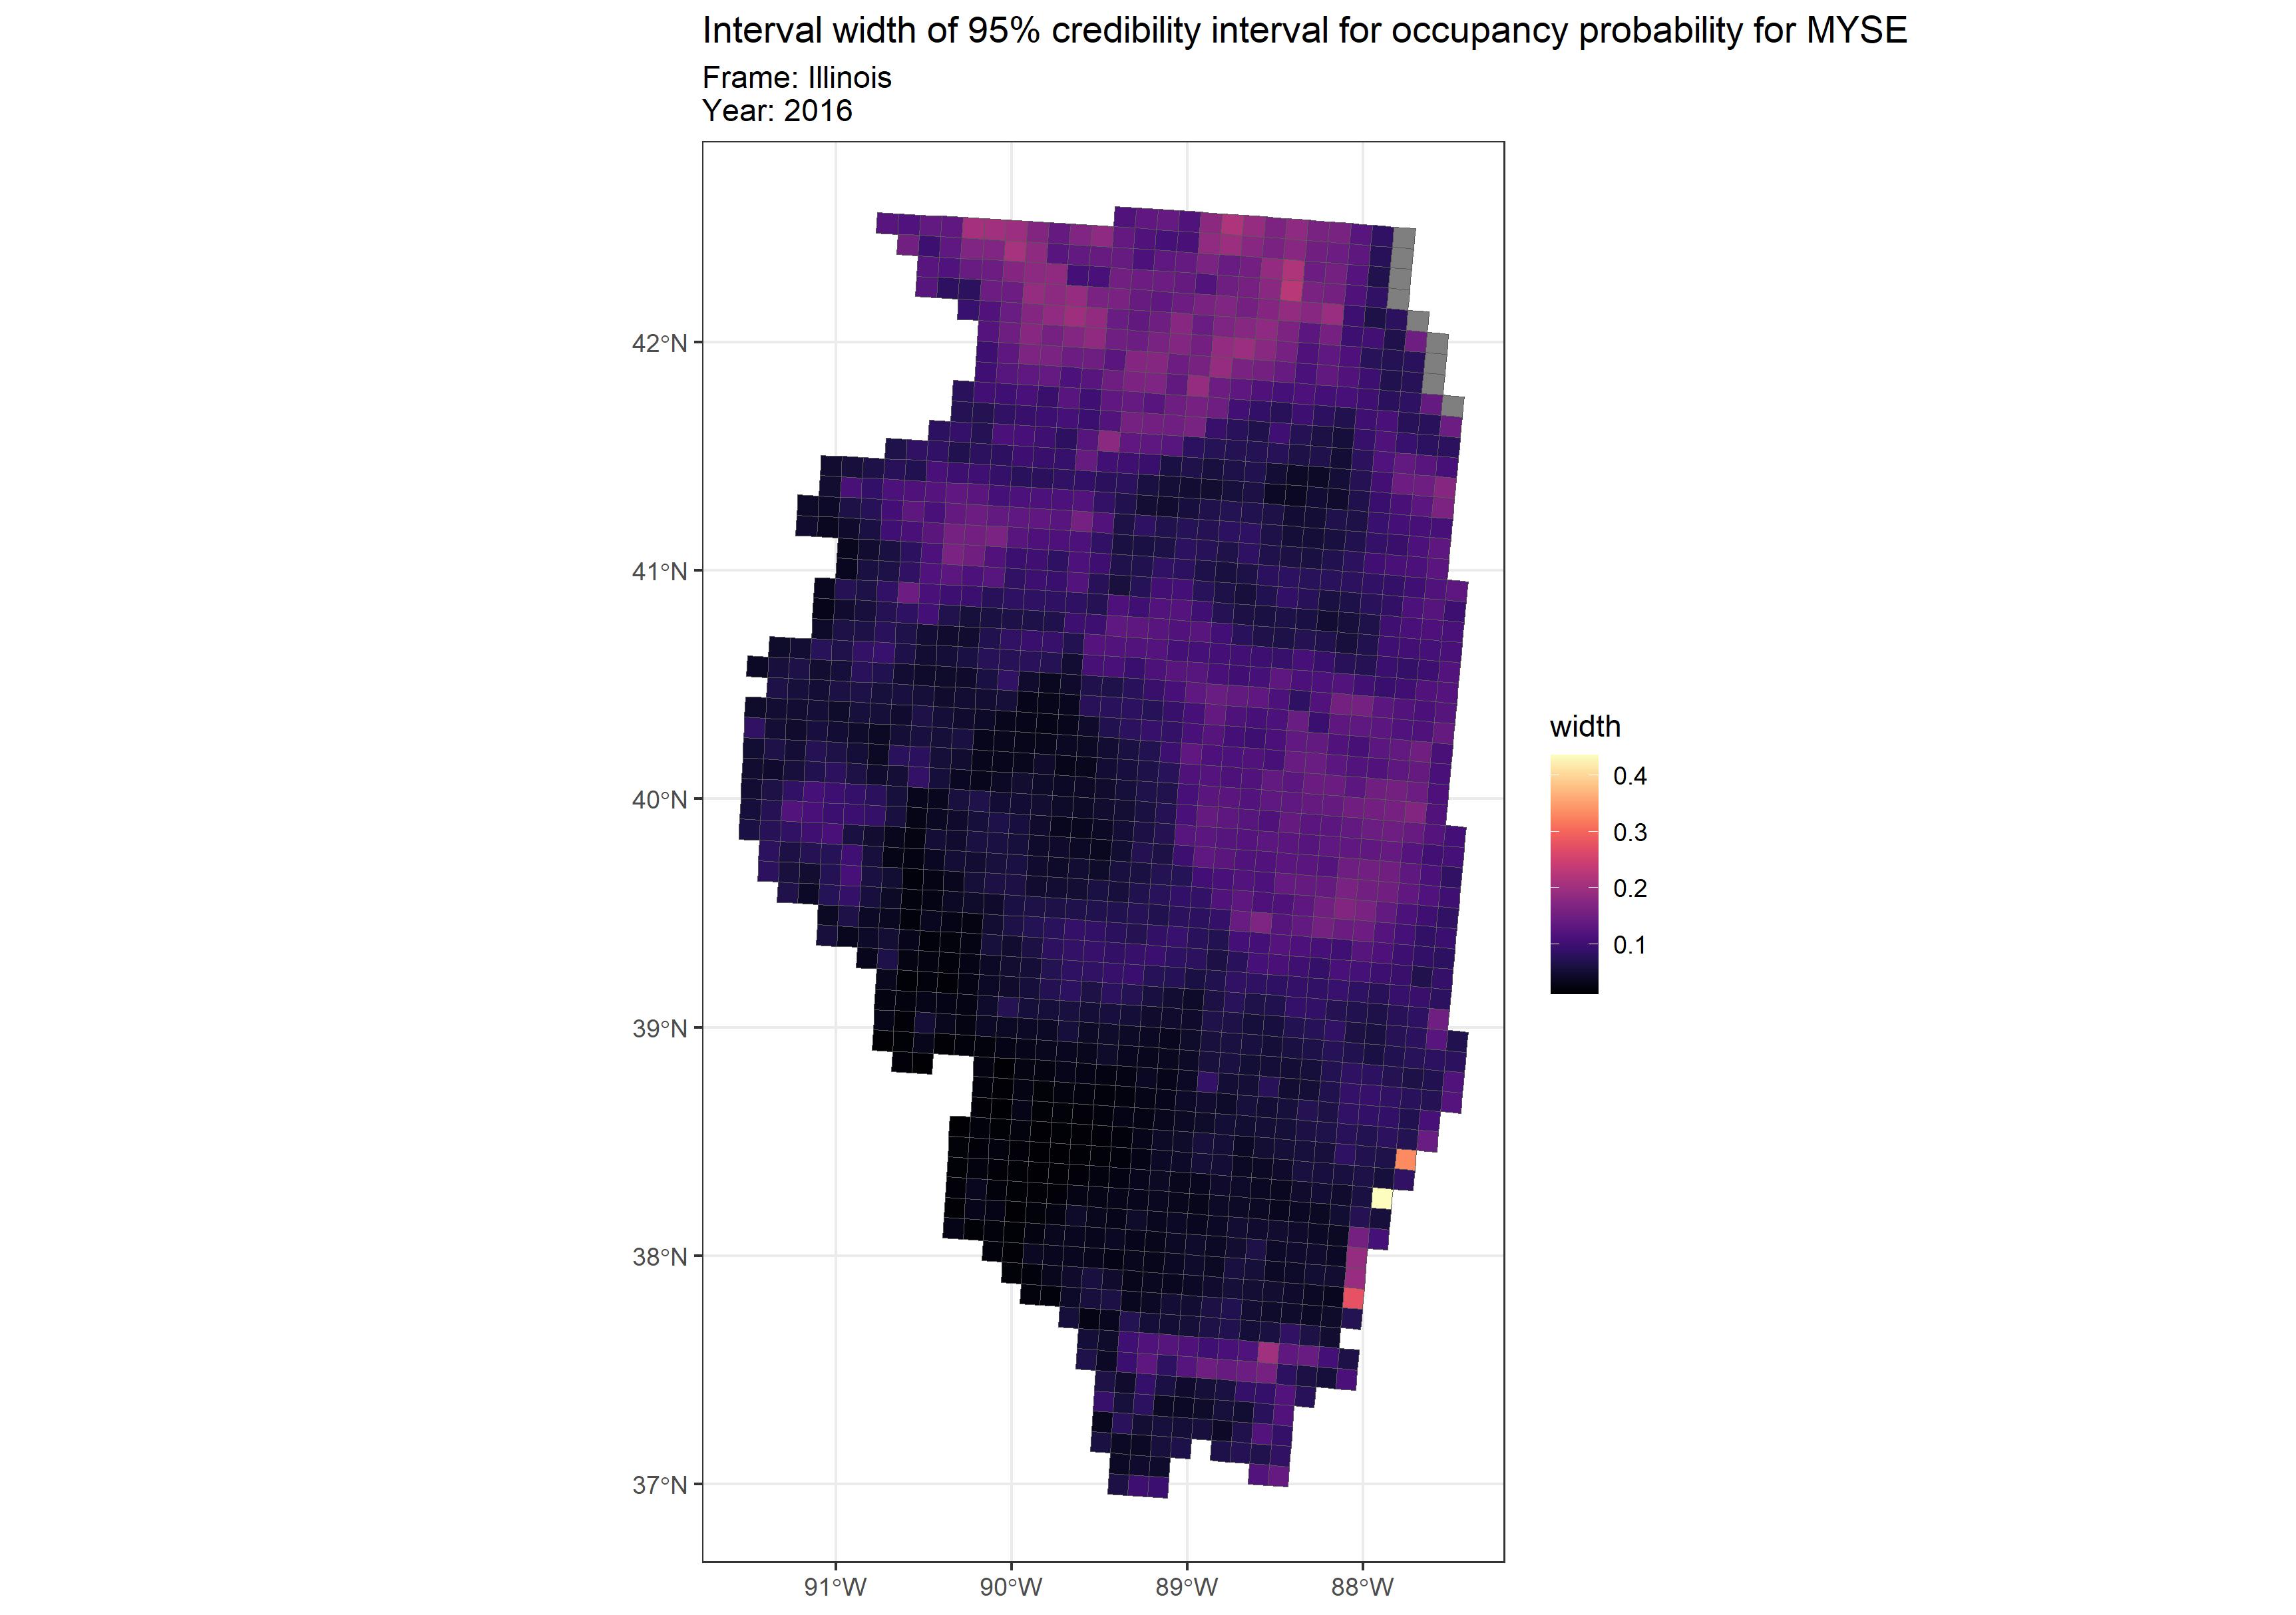 Interval width of 95% credibility interval for occupancy probability for MYSE
Frame: Illinois
Year: 2016
42°N
41°N
40°N
39°N
38°N
37°N
91°W
90°W
89°W
88°W
width
0.4
0.3
0.2
0.1